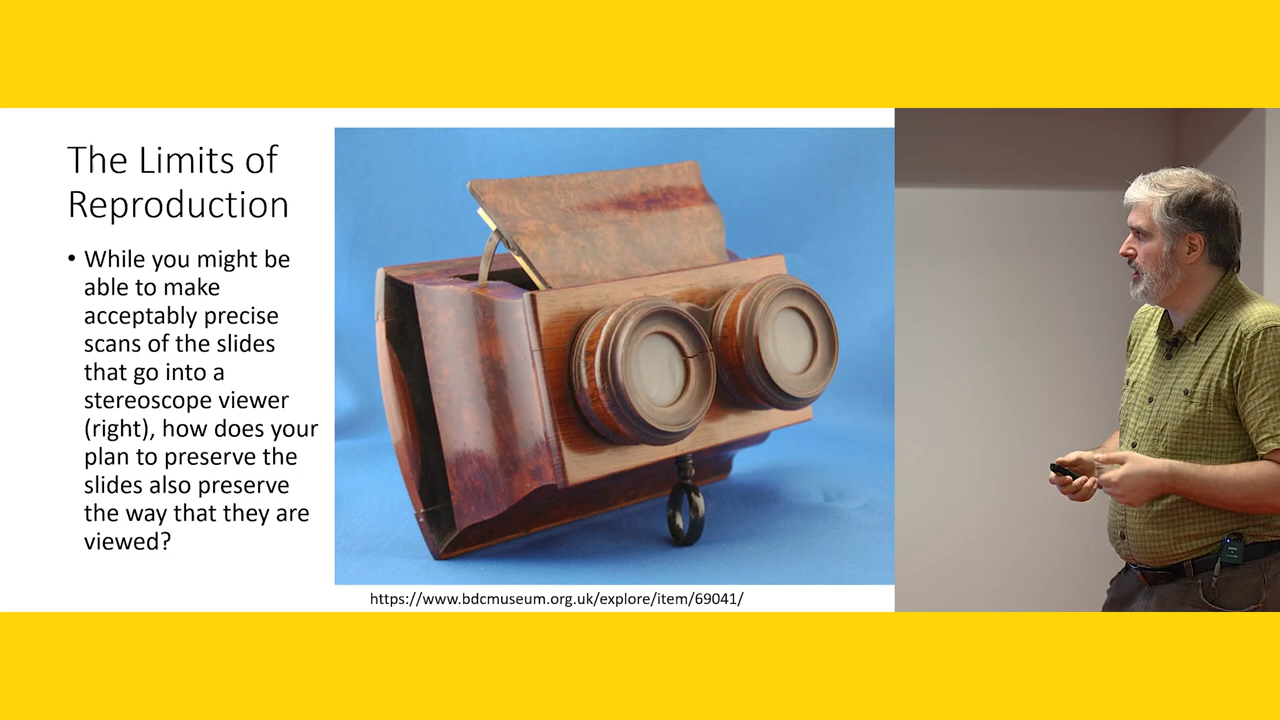 The Limits of
Reproduction
• While you might be
able to make
acceptably precise
scans of the slides
that go into a
stereoscope viewer
(right), how does your
plan to preserve the
slides also preserve
the way that they are
viewed?
https://www.bdcmuseum.org.uk/explore/item/69041/